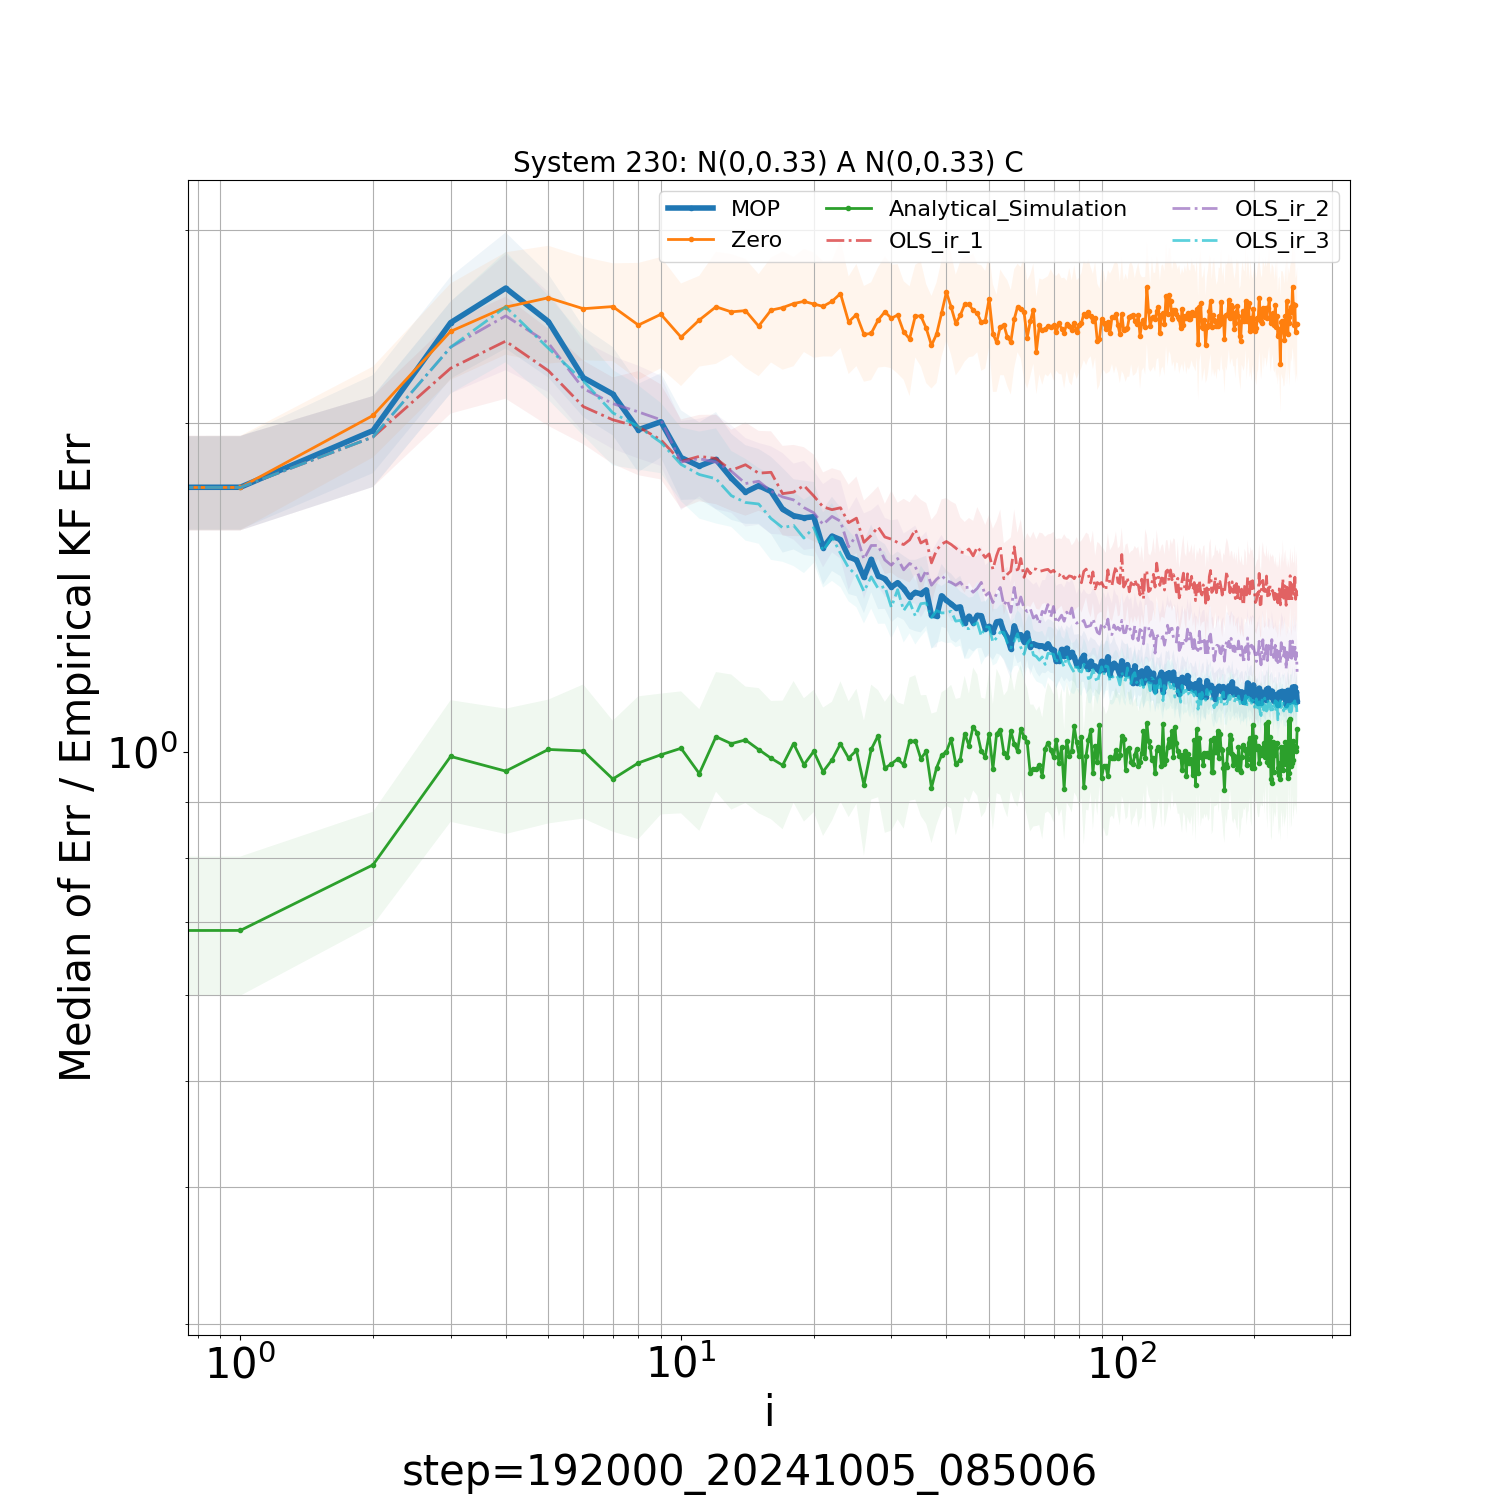 System 230: N(0,0.33) A N(0,0.33) C
MOP
Zero
Analytical_Simulation
OLS_ir_1
OLS_ir_2
OLS_ir_3
Median of Err / Empirical KF Err
10⁰
10⁰ 10¹ 10²
i
step=192000_20241005_085006